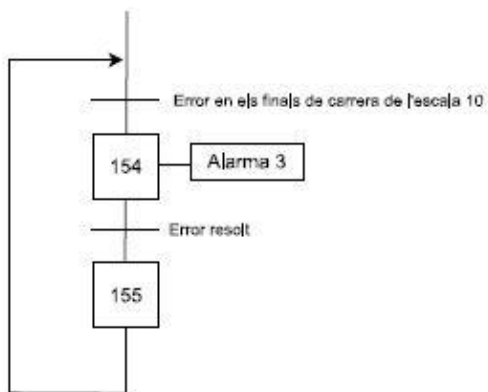 Error en els finals de carrera de l'escala 10
154
Alarma 3
Error resolt
155